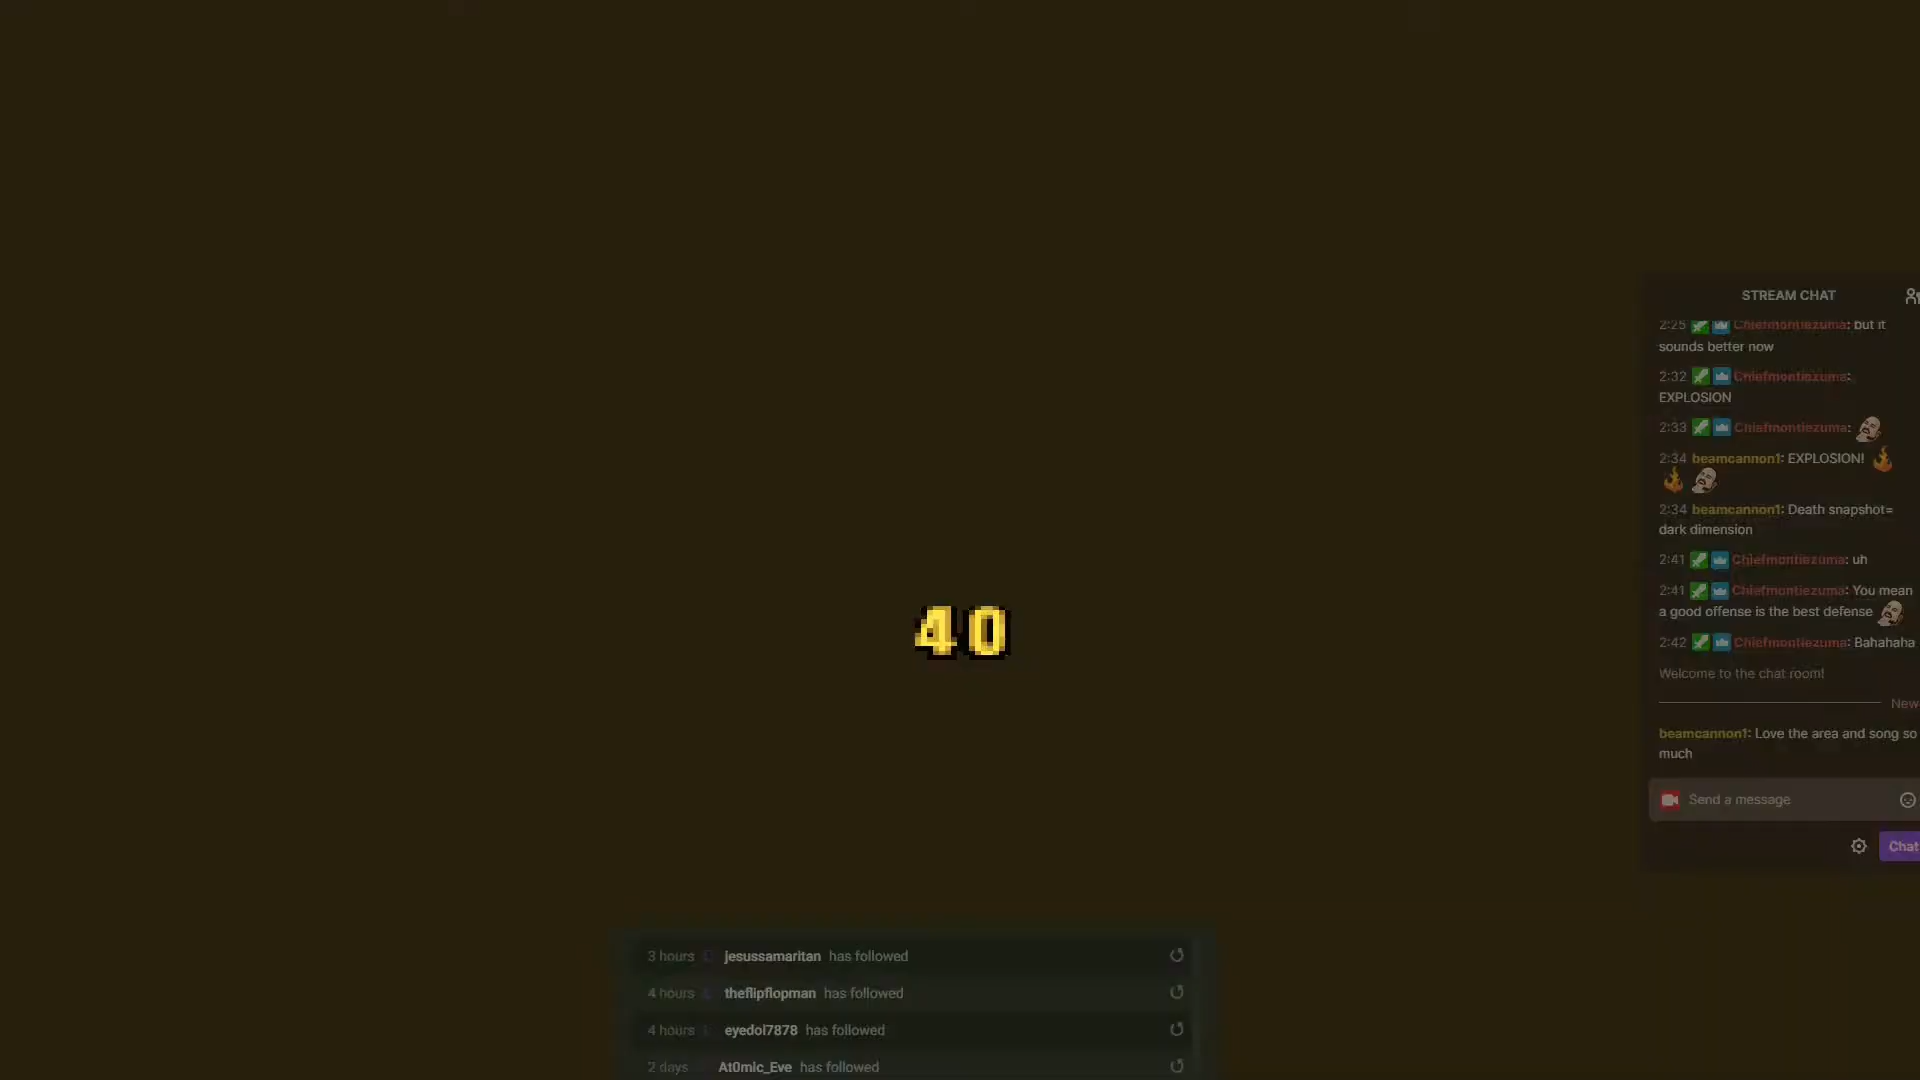 STREAM CHAT
2:25 Chiefmontiezuma: but it
sounds better now
2:32 Chiefmontiezuma:
EXPLOSION
2:33 Chiefmontiezuma:
2:34 beamcannon1: EXPLOSION!
2:34 beamcannon1: Death snapshot=
dark dimension
2:41 Chiefmontiezuma: uh
2:41 Chiefmontiezuma: You mean
a good offense is the best defense
2:42 Chiefmontiezuma: Bahahaha
Welcome to the chat room!
New
beamcannon1: Love the area and song so
much
Send a message
Chat
40
3 hours jesussamaritan has followed
4 hours theflipflopman has followed
4 hours eyedol7878 has followed
2 days At0mic_Eve has followed